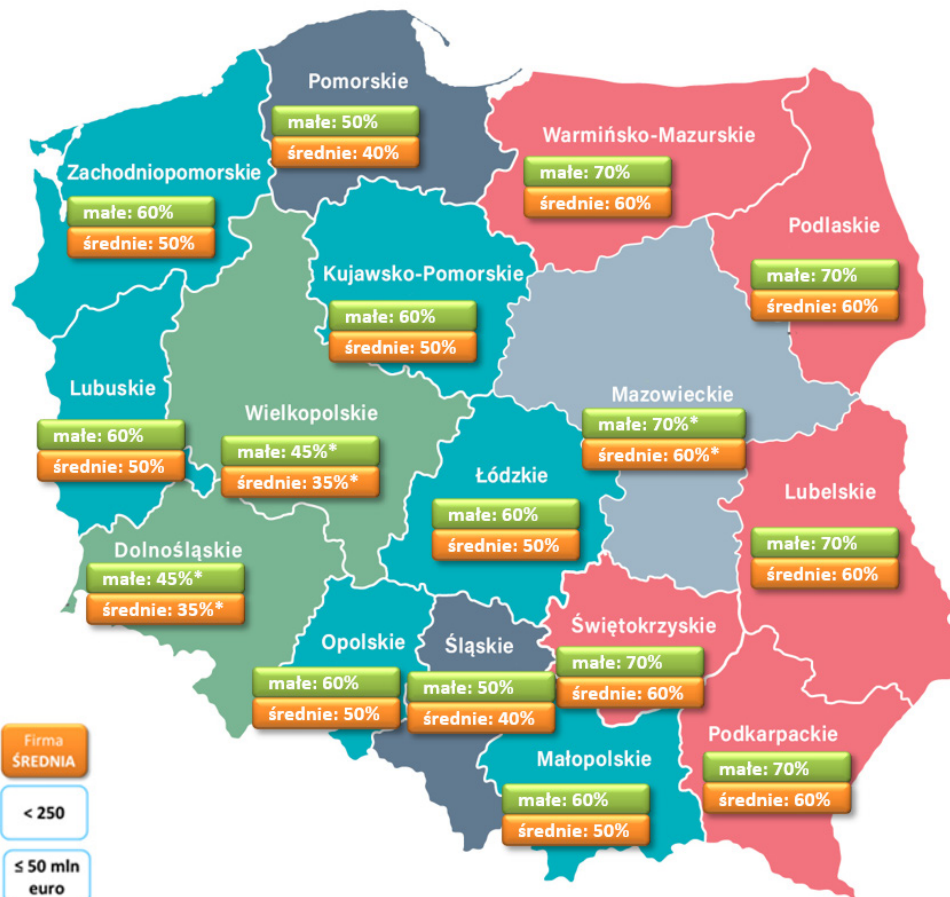 Pomorskie
małe: 50%
średnie: 40%
Warmińsko-Mazurskie
małe: 70%
średnie: 60%
Zachodniopomorskie
małe: 60%
średnie: 50%
Podlaskie
małe: 70%
średnie: 60%
Kujawsko-Pomorskie
małe: 60%
średnie: 50%
Lubuskie
małe: 60%
średnie: 50%
Wielkopolskie
małe: 45%*
średnie: 35%*
Mazowieckie
małe: 70%*
średnie: 60%*
Łódzkie
małe: 60%
średnie: 50%
Lubelskie
małe: 70%
średnie: 60%
Dolnośląskie
małe: 45%*
średnie: 35%*
Opolskie
małe: 60%
średnie: 50%
Śląskie
małe: 50%
średnie: 40%
Świętokrzyskie
małe: 70%
średnie: 60%
Małopolskie
małe: 60%
średnie: 50%
Podkarpackie
małe: 70%
średnie: 60%
Firma
ŚREDNIA
< 250
≤ 50 mln
euro